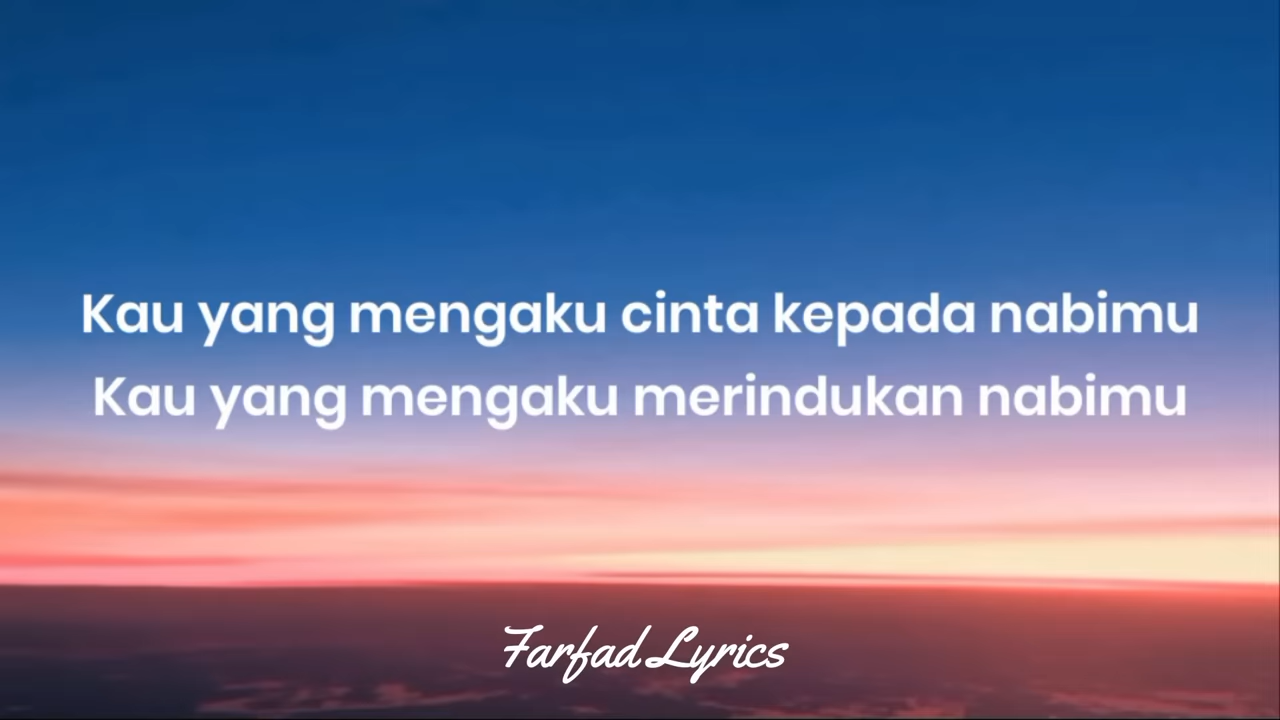 Kau yang mengaku cinta kepada nabimu
Kau yang mengaku merindukan nabimu
Farfad Lyrics